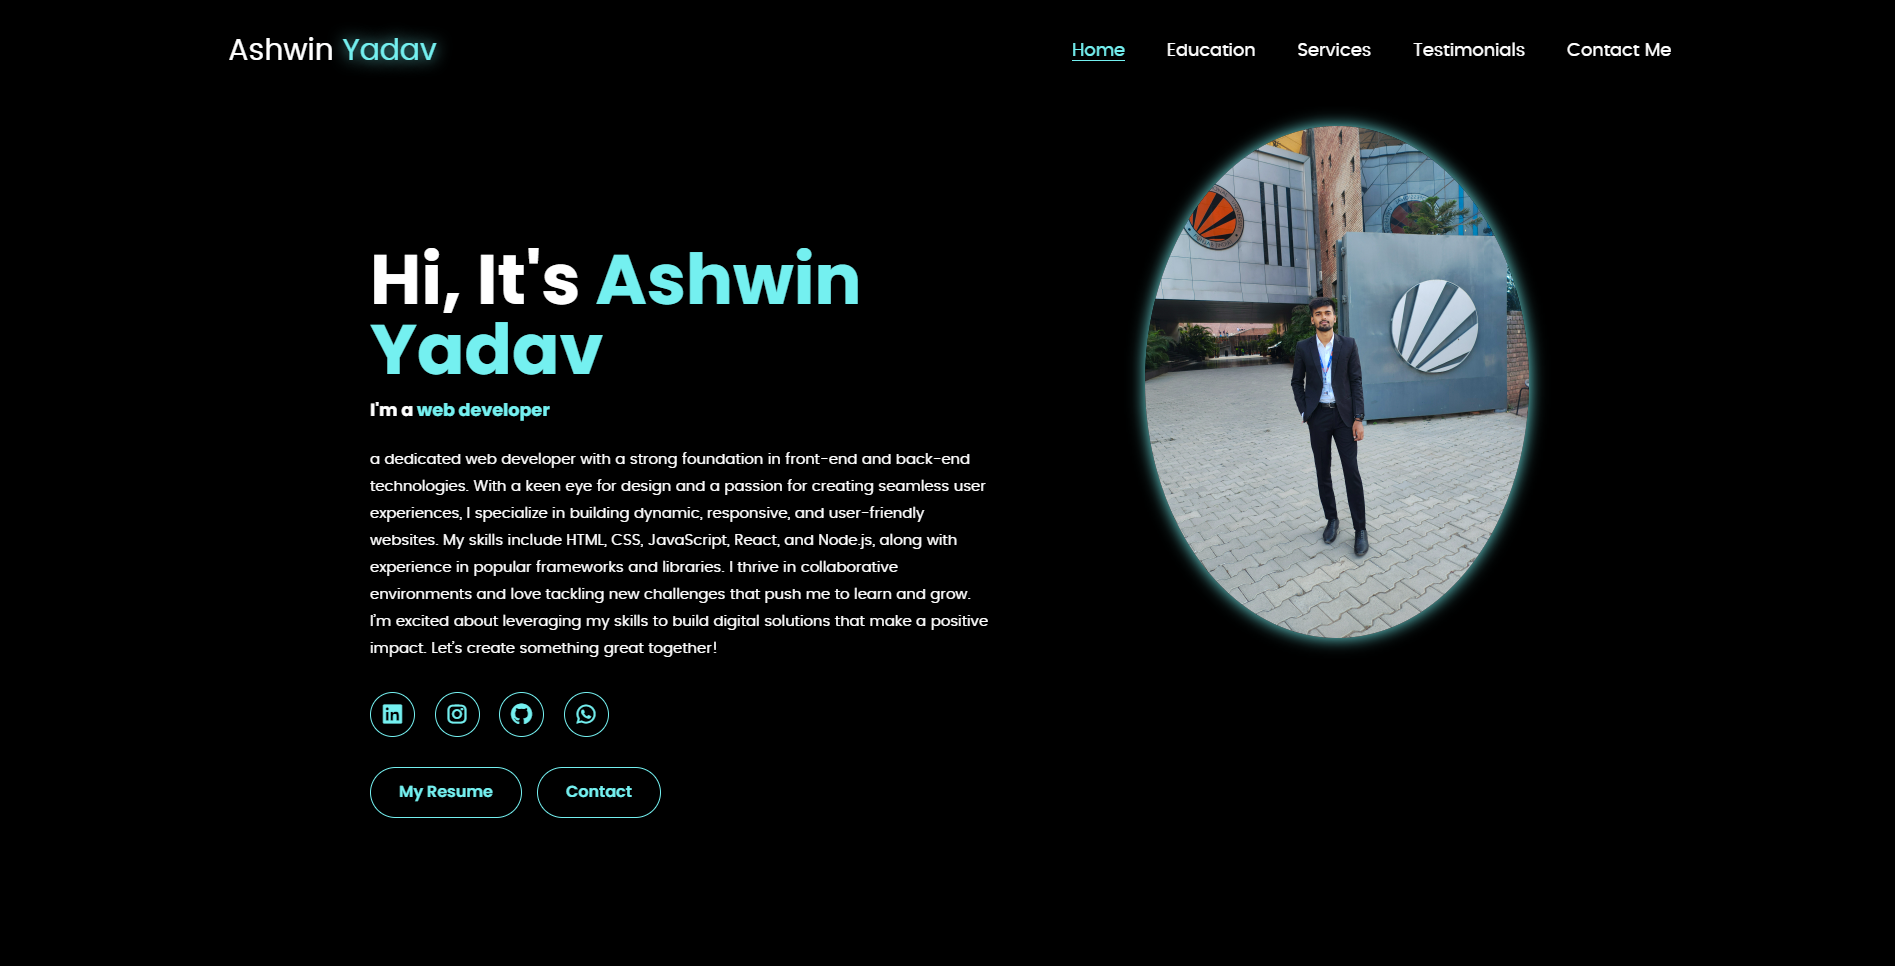 Ashwin Yadav
Home
Education
Services
Testimonials
Contact Me
Hi, It's Ashwin
Yadav
I'm a web developer
a dedicated web developer with a strong foundation in front-end and back-end
technologies. With a keen eye for design and a passion for creating seamless user
experiences, I specialize in building dynamic, responsive, and user-friendly
websites. My skills include HTML, CSS, JavaScript, React, and Node.js, along with
experience in popular frameworks and libraries. I thrive in collaborative
environments and love tackling new challenges that push me to learn and grow.
I’m excited about leveraging my skills to build digital solutions that make a positive
impact. Let’s create something great together!
in
My Resume
Contact